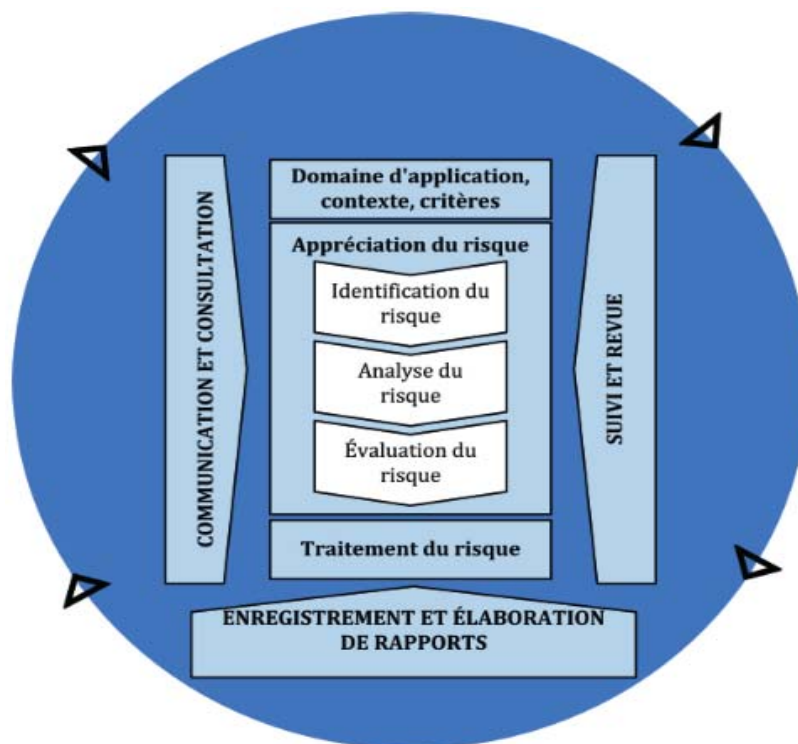 Domaine d'application,
contexte, critères
Appréciation du risque
Identification du
risque
Analyse du
risque
Évaluation du
risque
Traitement du risque
COMMUNICATION ET CONSULTATION
SUIVI ET REVUE
ENREGISTREMENT ET ÉLABORATION
DE RAPPORTS